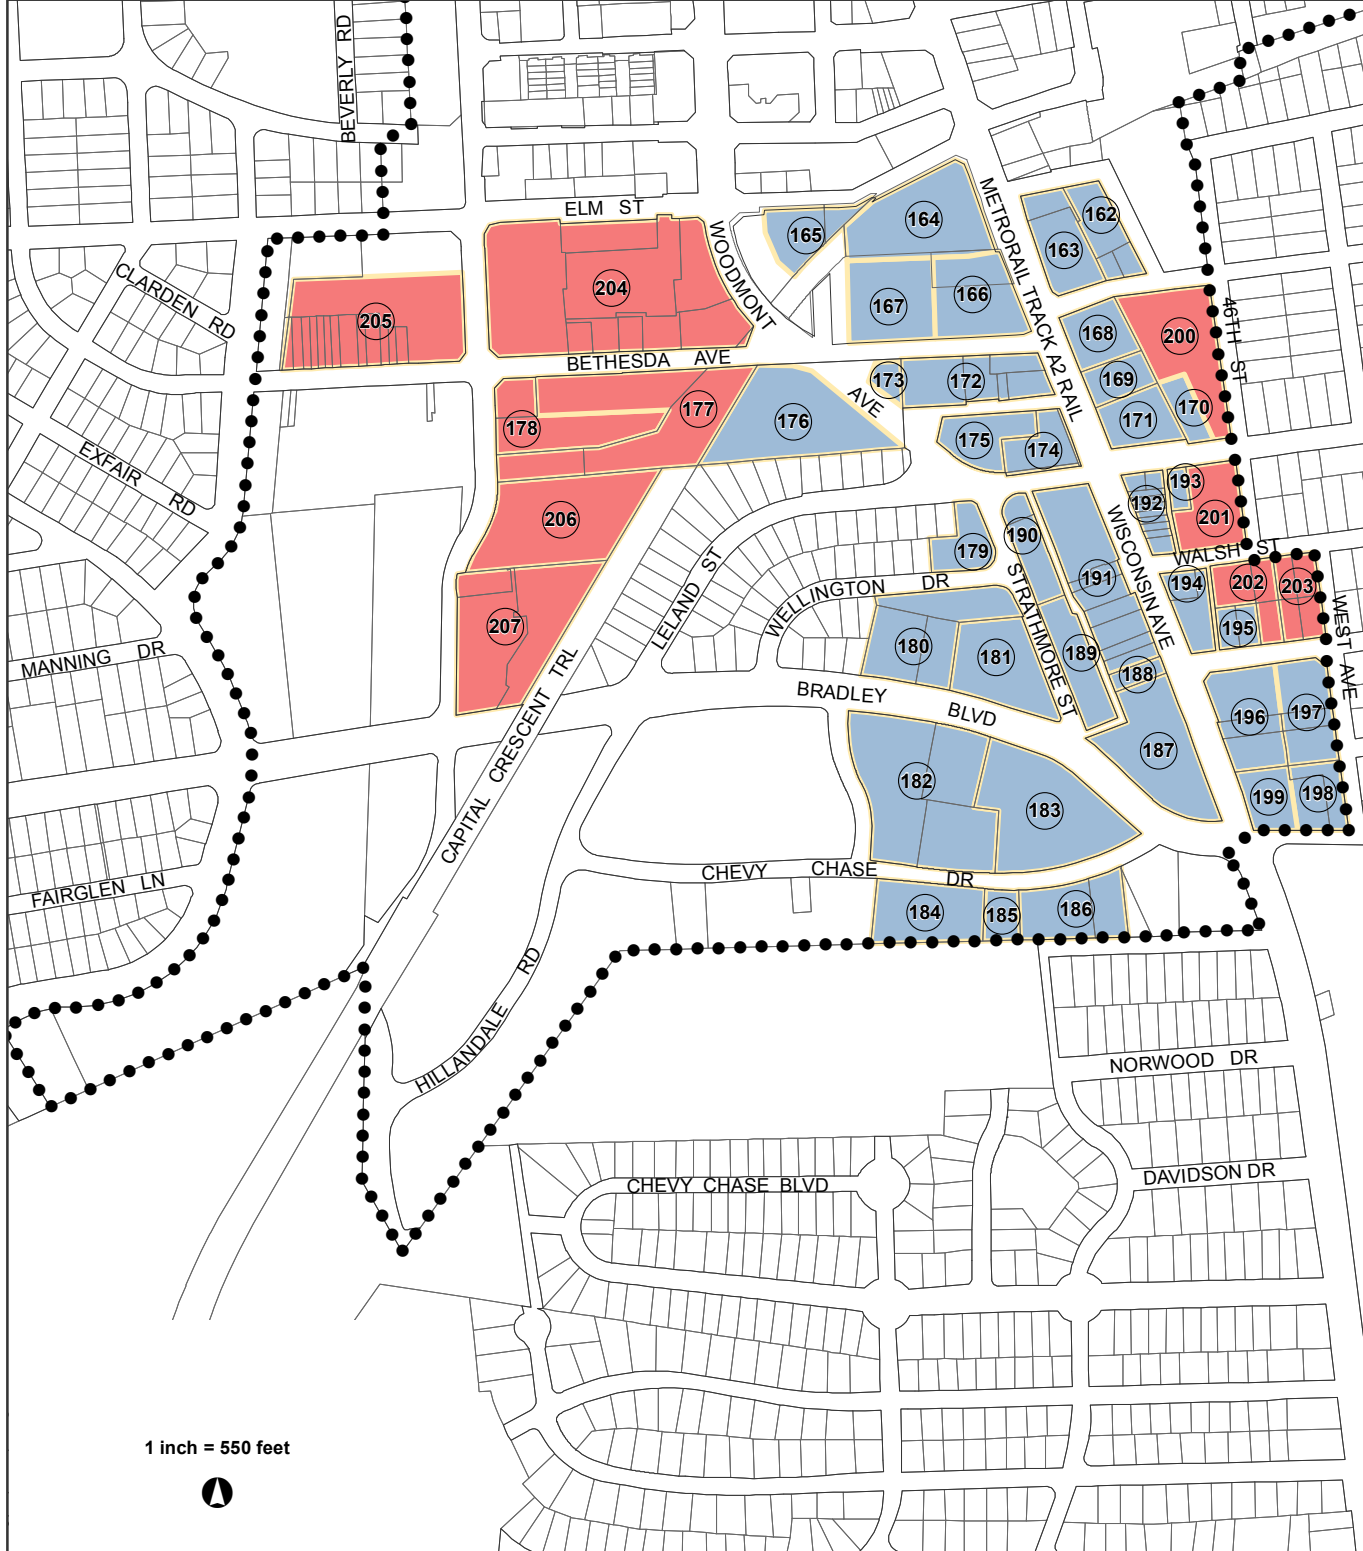 BEVERLY RD
ELM ST
WOODMONT
AVE
METRORAIL TRACK A2 RAIL
46TH ST
CLARDEN RD
BETHESDA AVE
EXFAIR RD
WISCONSIN AVE
WALSH ST
WEST AVE
LELAND ST
WELLINGTON DR
STRATHMORE ST
MANNING DR
BRADLEY BLVD
CAPITAL CRESCENT TRL
CHEVY CHASE DR
FAIRGLEN LN
HILLANDALE RD
NORWOOD DR
DAVIDSON DR
CHEVY CHASE BLVD
162
163
164
165
166
167
168
169
170
171
172
173
174
175
176
177
178
179
180
181
182
183
184
185
186
187
188
189
190
191
192
193
194
195
196
197
198
199
200
201
202
203
204
205
206
207
1 inch = 550 feet